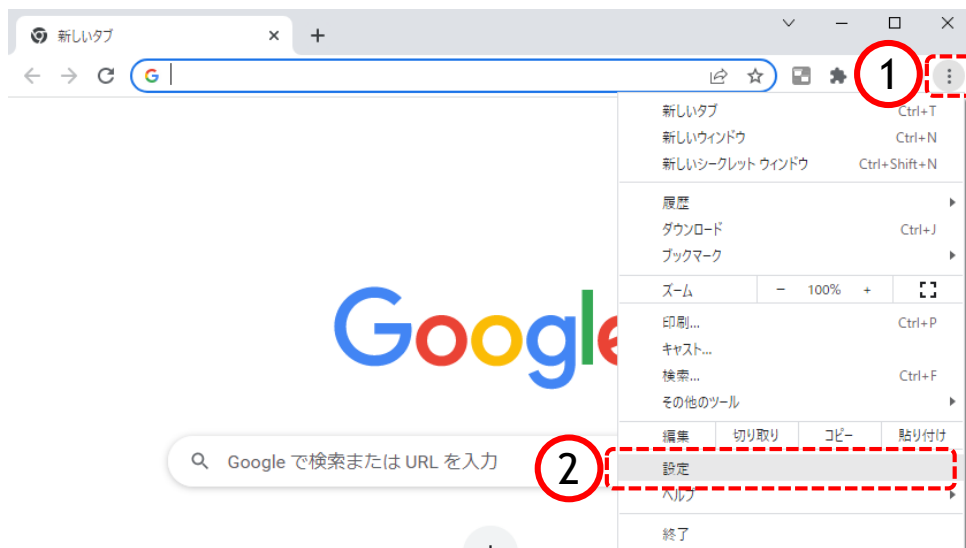 新しいタブ
1
新しいタブ Ctrl+T
新しいウィンドウ Ctrl+N
新しいシークレット ウィンドウ Ctrl+Shift+N
履歴
ダウンロード Ctrl+J
ブックマーク
ズーム - 100% +
Google
印刷... Ctrl+P
キャスト...
検索... Ctrl+F
その他のツール
編集 切り取り コピー 貼り付け
Google で検索または URL を入力
2
設定
ヘルプ
終了